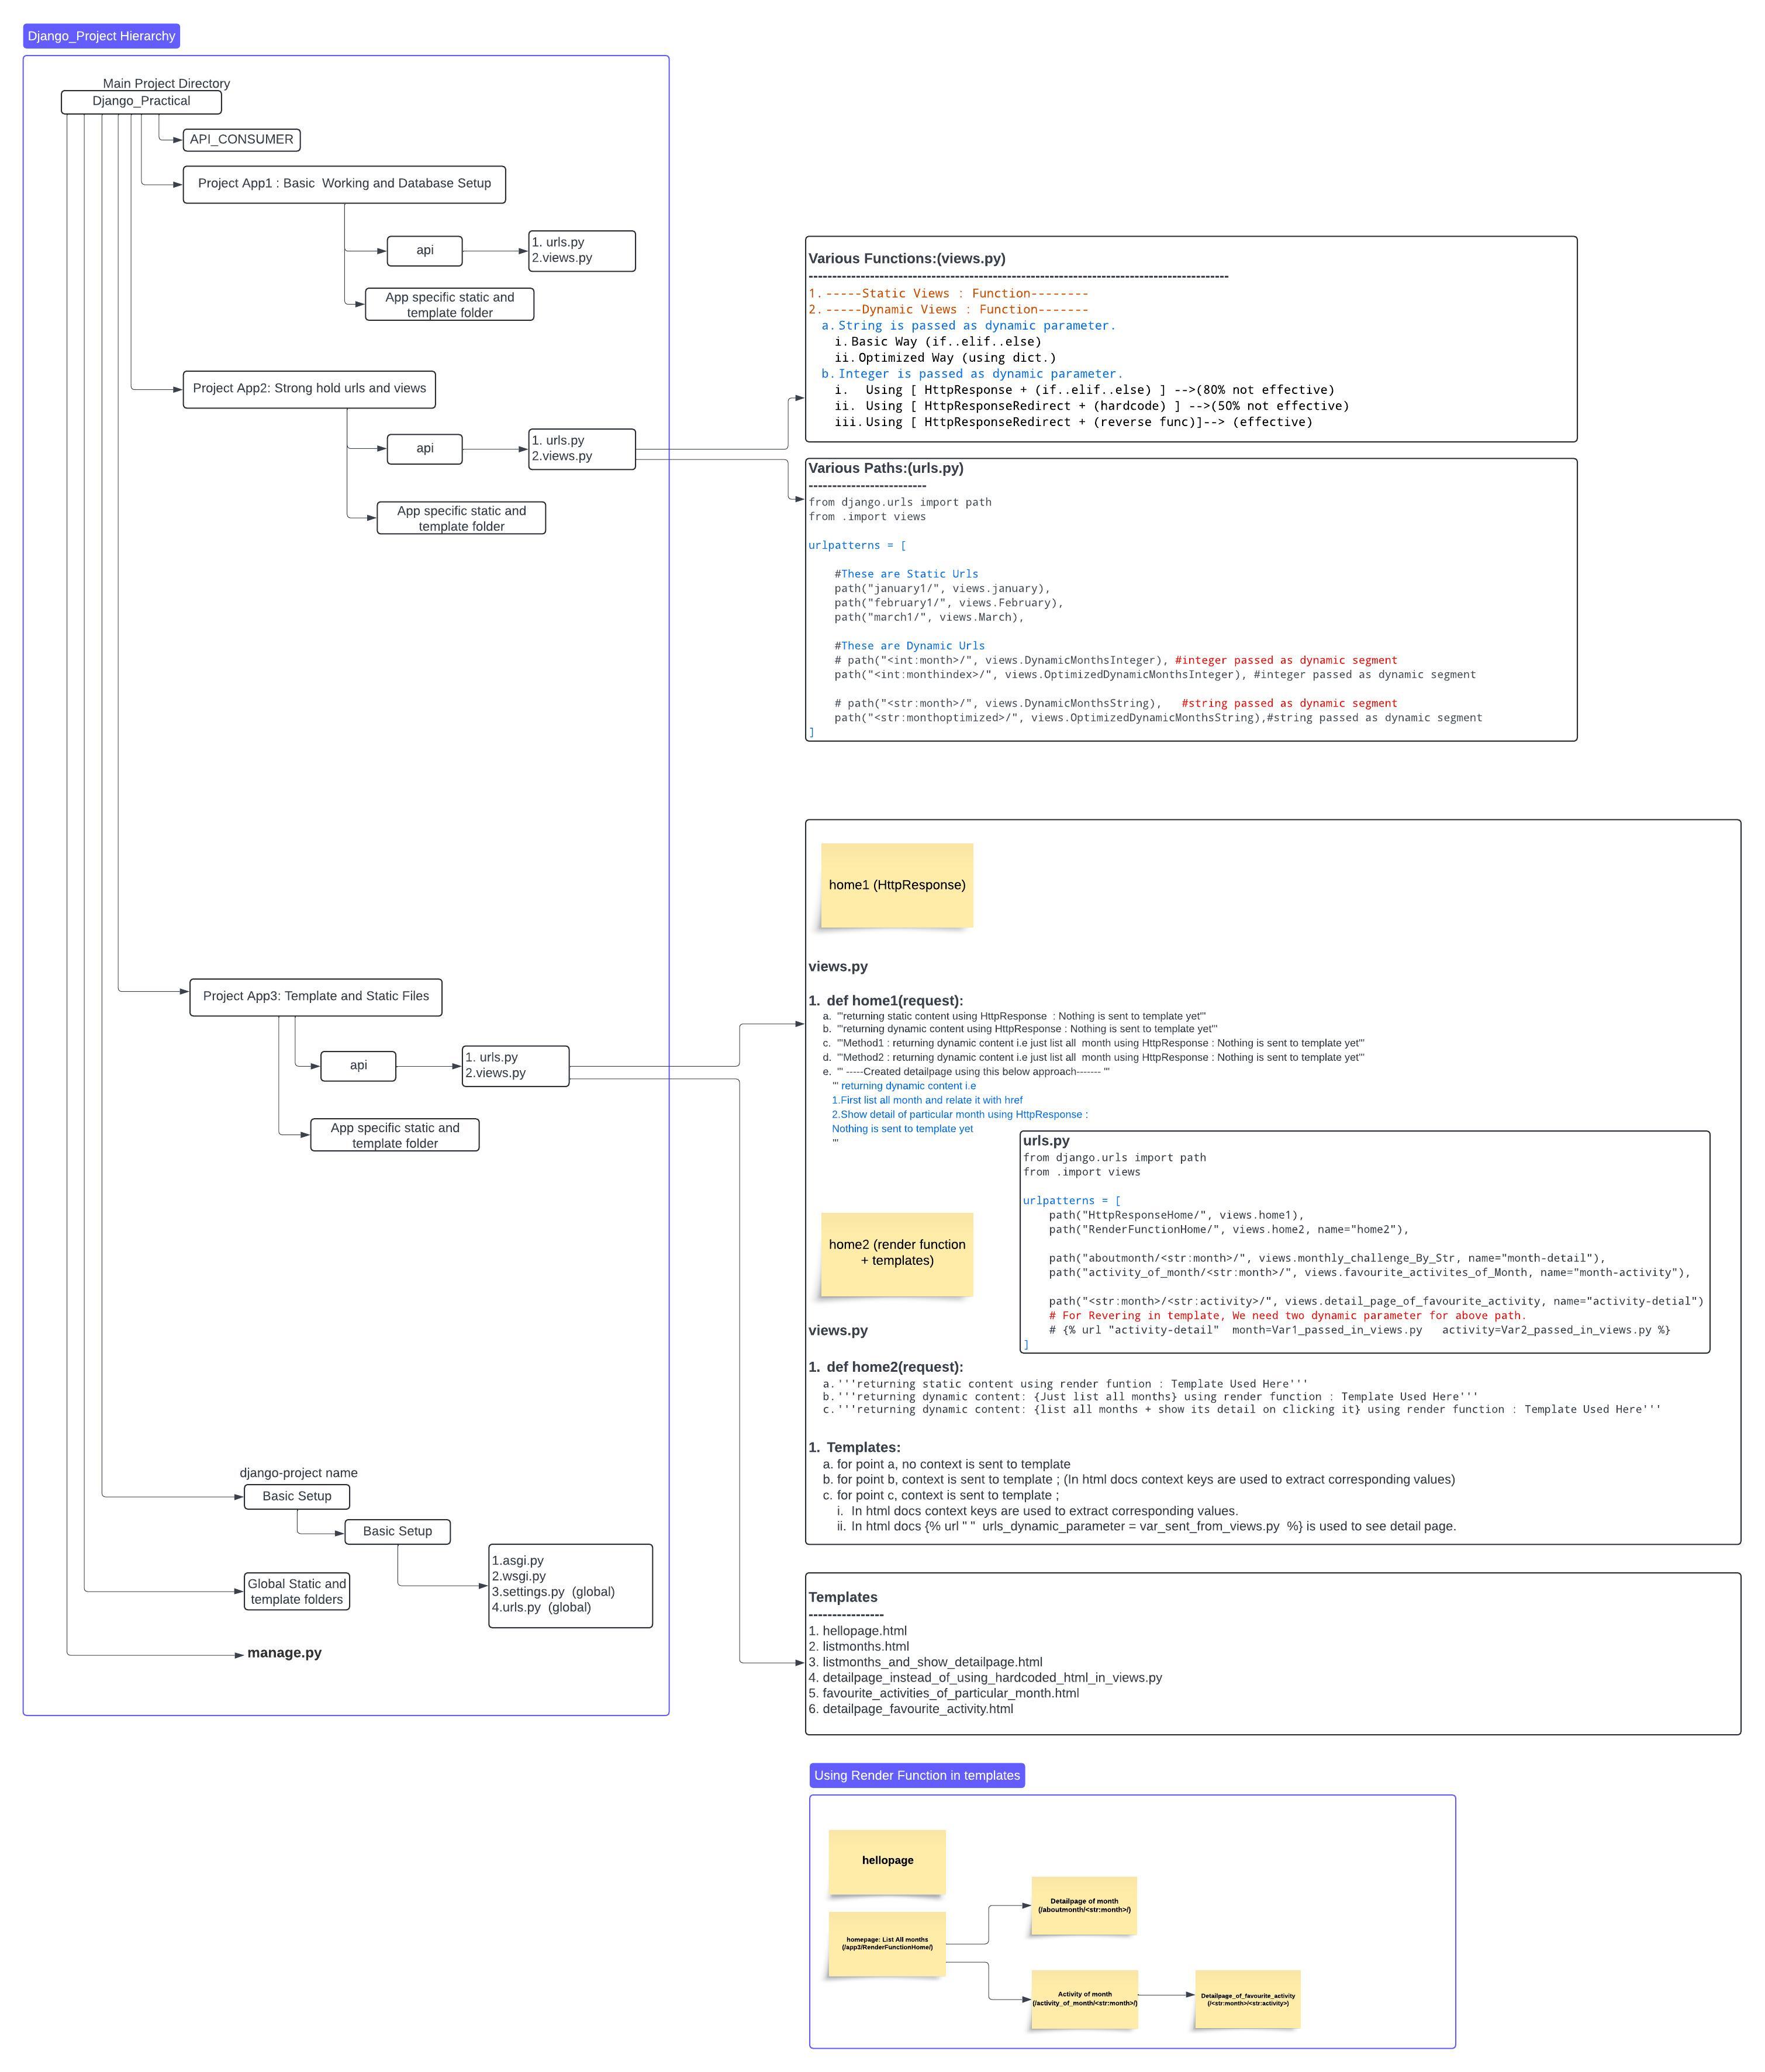 Django_Project Hierarchy
Main Project Directory
Django_Practical
API_CONSUMER
Project App1 : Basic  Working and Database Setup
api
1. urls.py
2.views.py
App specific static and
template folder
Project App2: Strong hold urls and views
api
1. urls.py
2.views.py
App specific static and
template folder
Various Functions:(views.py)
-----------------------------------------------------------------------------------------
1. -----Static Views : Function--------
2. -----Dynamic Views : Function-------
a. String is passed as dynamic parameter.
i. Basic Way (if..elif..else)
ii. Optimized Way (using dict.)
b. Integer is passed as dynamic parameter.
i.  Using [ HttpResponse + (if..elif..else) ] -->(80% not effective)
ii.  Using [ HttpResponseRedirect + (hardcode) ] -->(50% not effective)
iii. Using [ HttpResponseRedirect + (reverse func)]--> (effective)
Various Paths:(urls.py)
-------------------------
from django.urls import path
from .import views
urlpatterns = [
#These are Static Urls
path("january1/", views.january),
path("february1/", views.February),
path("march1/", views.March),
#These are Dynamic Urls
# path("<int:month>/", views.DynamicMonthsInteger), #integer passed as dynamic segment
path("<int:monthindex>/", views.OptimizedDynamicMonthsInteger), #integer passed as dynamic segment
# path("<str:month>/", views.DynamicMonthsString),   #string passed as dynamic segment
path("<str:monthoptimized>/", views.OptimizedDynamicMonthsString),#string passed as dynamic segment
]
Project App3: Template and Static Files
api
1. urls.py
2.views.py
App specific static and
template folder
home1 (HttpResponse)
views.py
1. def home1(request):
a. '''returning static content using HttpResponse  : Nothing is sent to template yet'''
b. '''returning dynamic content using HttpResponse : Nothing is sent to template yet'''
c. '''Method1 : returning dynamic content i.e just list all  month using HttpResponse : Nothing is sent to template yet'''
d. '''Method2 : returning dynamic content i.e just list all  month using HttpResponse : Nothing is sent to template yet'''
e. ''' -----Created detailpage using this below approach------- '''
''' returning dynamic content i.e
1.First list all month and relate it with href
2.Show detail of particular month using HttpResponse :
Nothing is sent to template yet
'''
urls.py
from django.urls import path
from .import views
urlpatterns = [
path("HttpResponseHome/", views.home1),
path("RenderFunctionHome/", views.home2, name="home2"),
path("aboutmonth/<str:month>/", views.monthly_challenge_By_Str, name="month-detail"),
path("activity_of_month/<str:month>/", views.favourite_activites_of_Month, name="month-activity"),
path("<str:month>/<str:activity>/", views.detail_page_of_favourite_activity, name="activity-detial")
# For Revering in template, We need two dynamic parameter for above path.
# {% url "activity-detail"  month=Var1_passed_in_views.py   activity=Var2_passed_in_views.py %}
]
home2 (render function
+ templates)
views.py
1. def home2(request):
a. '''returning static content using render funtion : Template Used Here'''
b. '''returning dynamic content: {Just list all months} using render function : Template Used Here'''
c. '''returning dynamic content: {list all months + show its detail on clicking it} using render function : Template Used Here'''
1. Templates:
a. for point a, no context is sent to template
b. for point b, context is sent to template ; (In html docs context keys are used to extract corresponding values)
c. for point c, context is sent to template ;
i. In html docs context keys are used to extract corresponding values.
ii. In html docs {% url " "  urls_dynamic_parameter = var_sent_from_views.py  %} is used to see detail page.
django-project name
Basic Setup
Basic Setup
1.asgi.py
2.wsgi.py
3.settings.py  (global)
4.urls.py  (global)
Global Static and
template folders
manage.py
Templates
----------------
1. hellopage.html
2. listmonths.html
3. listmonths_and_show_detailpage.html
4. detailpage_instead_of_using_hardcoded_html_in_views.py
5. favourite_activities_of_particular_month.html
6. detailpage_favourite_activity.html
Using Render Function in templates
hellopage
homepage: List All months
(/app3/RenderFunctionHome/)
Detailpage of month
(/aboutmonth/<str:month>/)
Activity of month
(/activity_of_month/<str:month>/)
Detailpage_of_favourite_activity
(/<str:month>/<str:activity>)